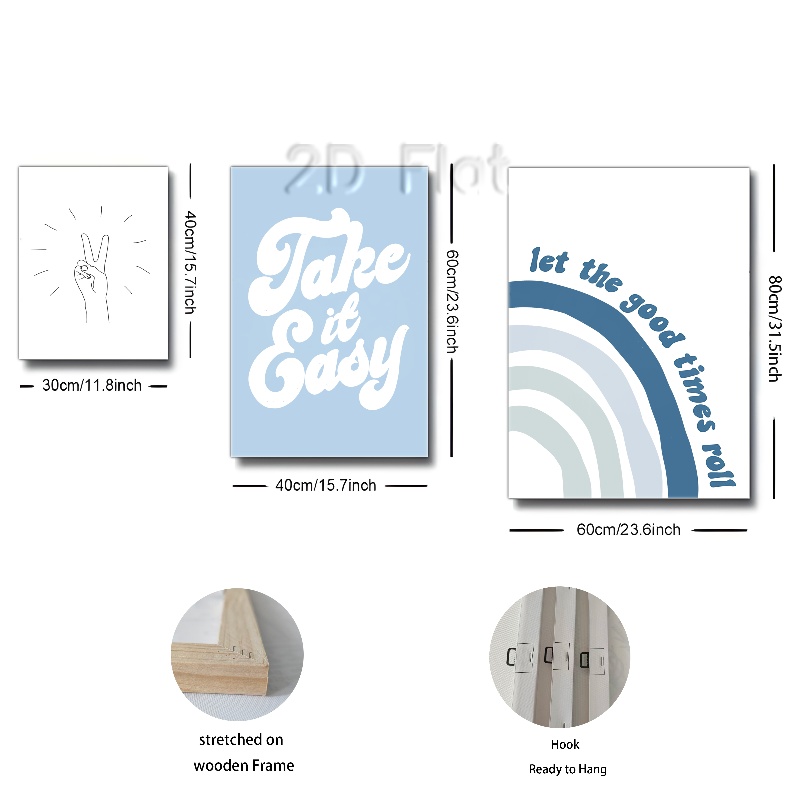 2D Flat
40cm/15.7inch
30cm/11.8inch
Take
it
Easy
60cm/23.6inch
40cm/15.7inch
let the good times roll
80cm/31.5inch
60cm/23.6inch
stretched on
wooden Frame
Hook
Ready to Hang